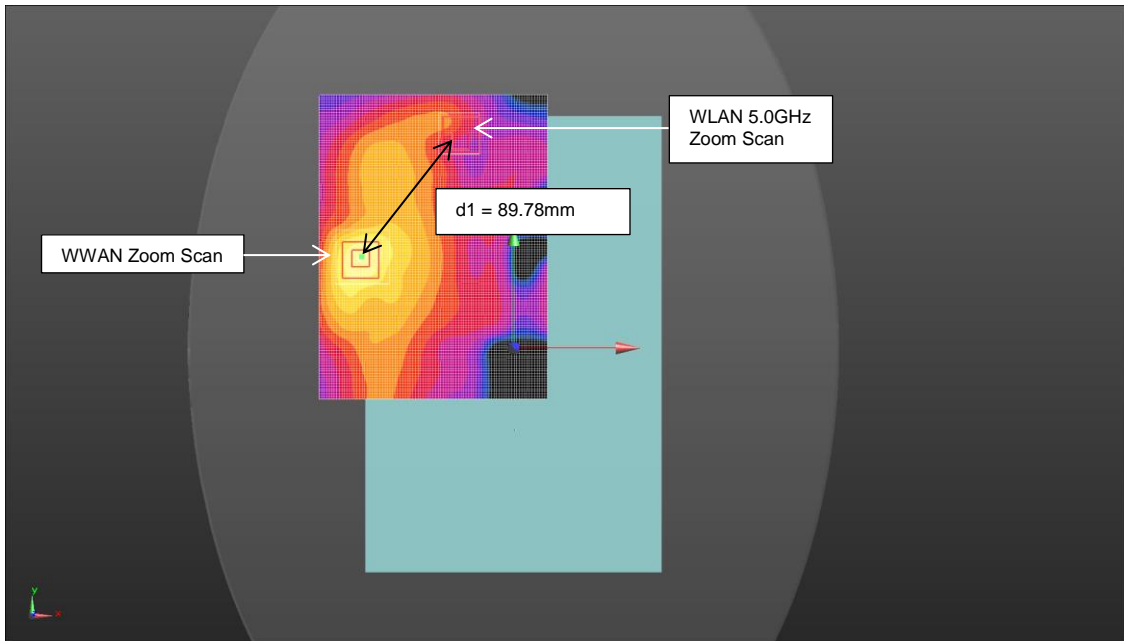 WLAN 5.0GHz
Zoom Scan
d1 = 89.78mm
WWAN Zoom Scan
y
x